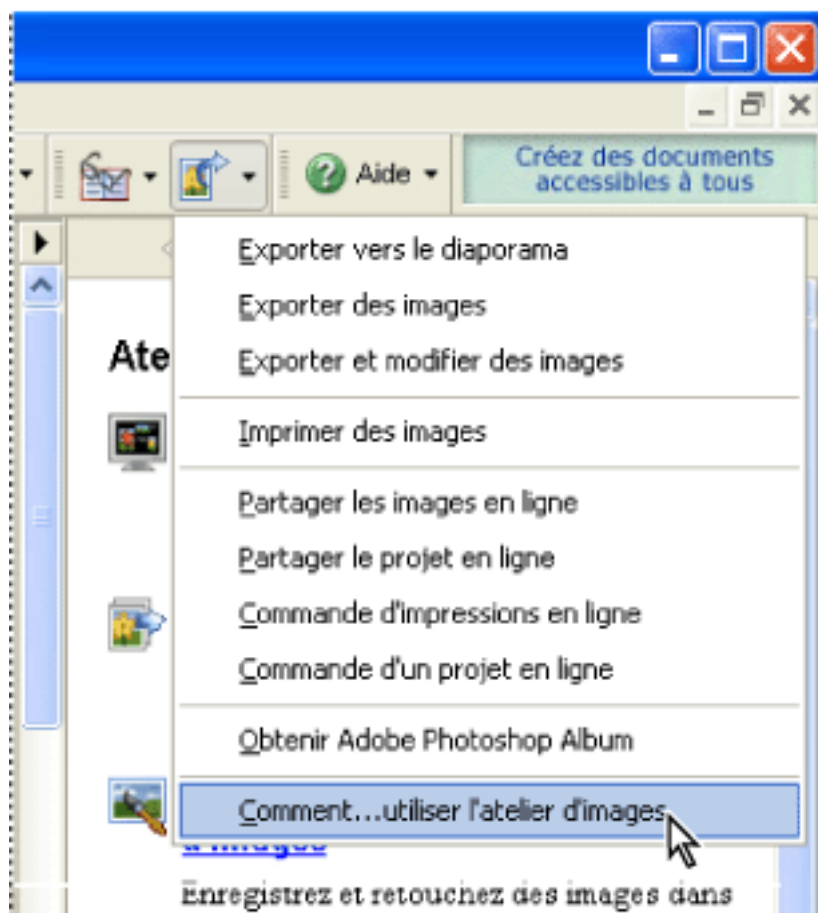 Aide
Créez des documents
accessibles à tous
Exporter vers le diaporama
Exporter des images
Ate
Exporter et modifier des images
Imprimer des images
Partager les images en ligne
Partager le projet en ligne
Commande d'impressions en ligne
Commande d'un projet en ligne
Obtenir Adobe Photoshop Album
Comment...utiliser l'atelier d'images
d'images
Enregistrez et retouchez des images dans